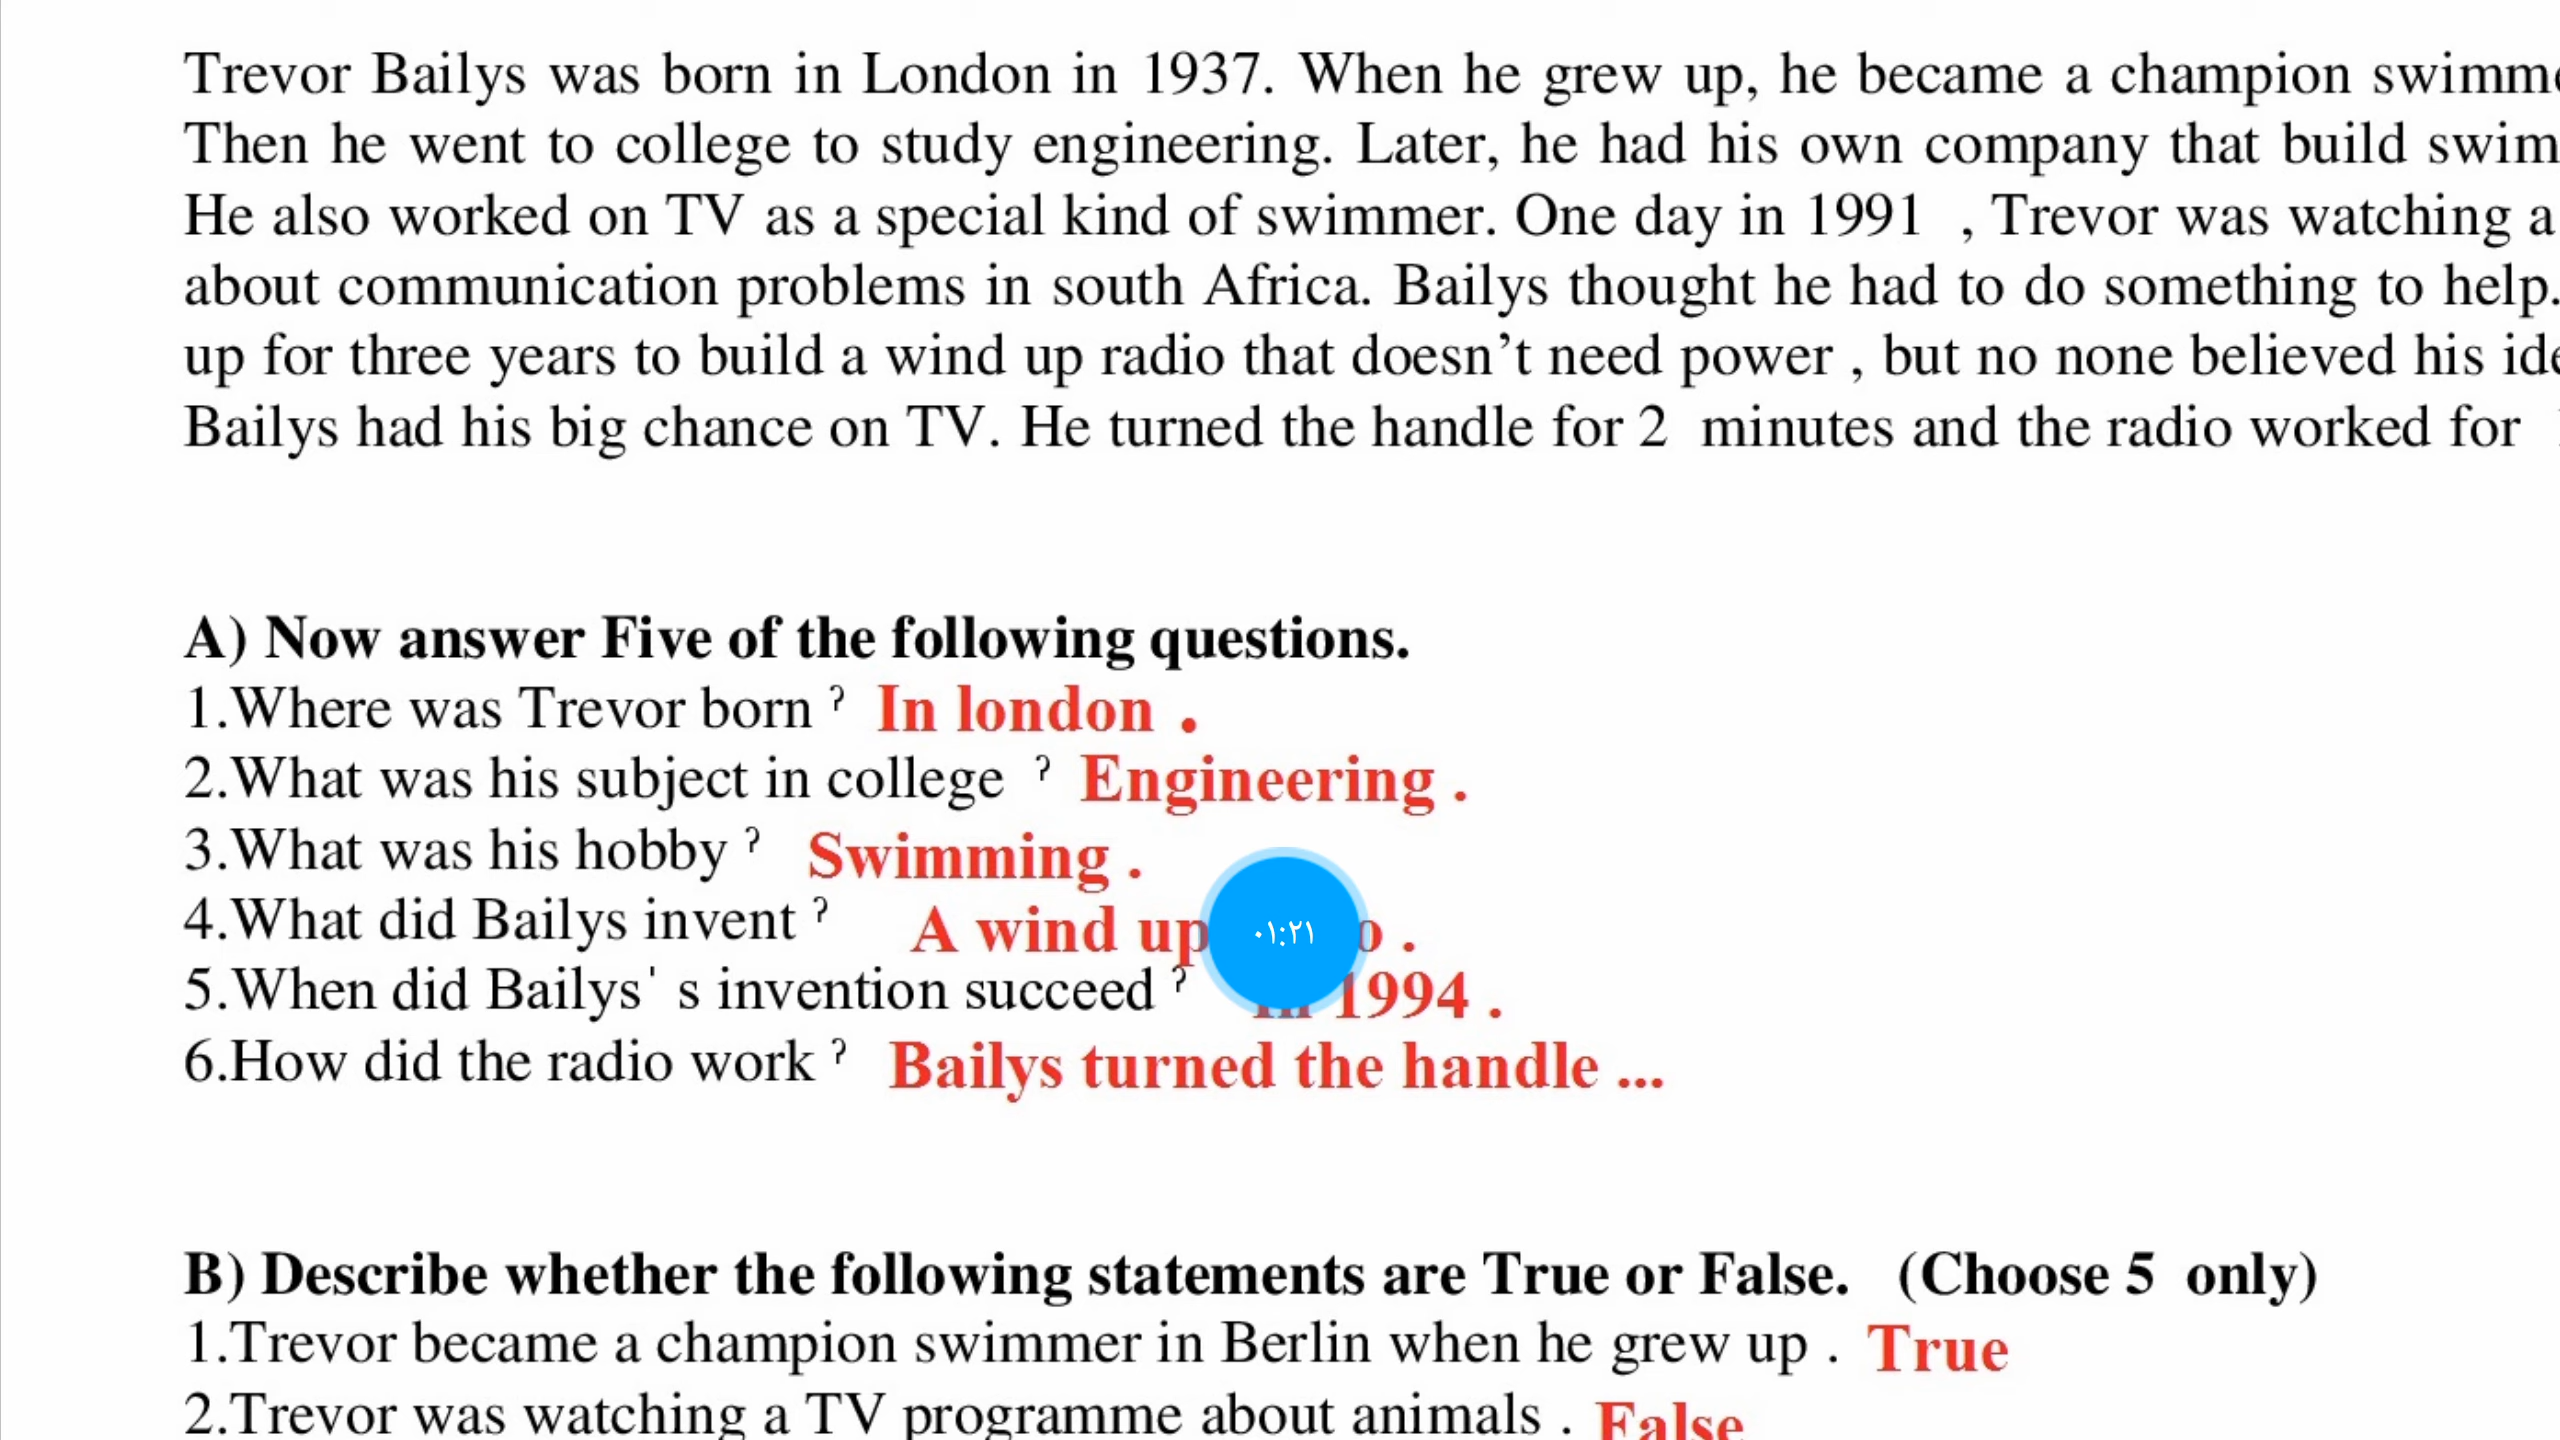 Trevor Bailys was born in London in 1937. When he grew up, he became a champion
Then he went to college to study engineering. Later, he had his own company that build
He also worked on TV as a special kind of swimmer. One day in 1991 , Trevor was watching a
about communication problems in south Africa. Bailys thought he had to do something to help.
up for three years to build a wind up radio that doesn’t need power , but no none believed his
Bailys had his big chance on TV. He turned the handle for 2 minutes and the radio worked for
A) Now answer Five of the following questions.
1.Where was Trevor born ? In london .
2.What was his subject in college ? Engineering .
3.What was his hobby ? Swimming .
4.What did Bailys invent ? A wind up .
٠١:٢١
5.When did Bailys' s invention succeed ? In 1994 .
6.How did the radio work ? Bailys turned the handle ...
B) Describe whether the following statements are True or False. (Choose 5 only)
1.Trevor became a champion swimmer in Berlin when he grew up . True
2.Trevor was watching a TV programme about animals . False